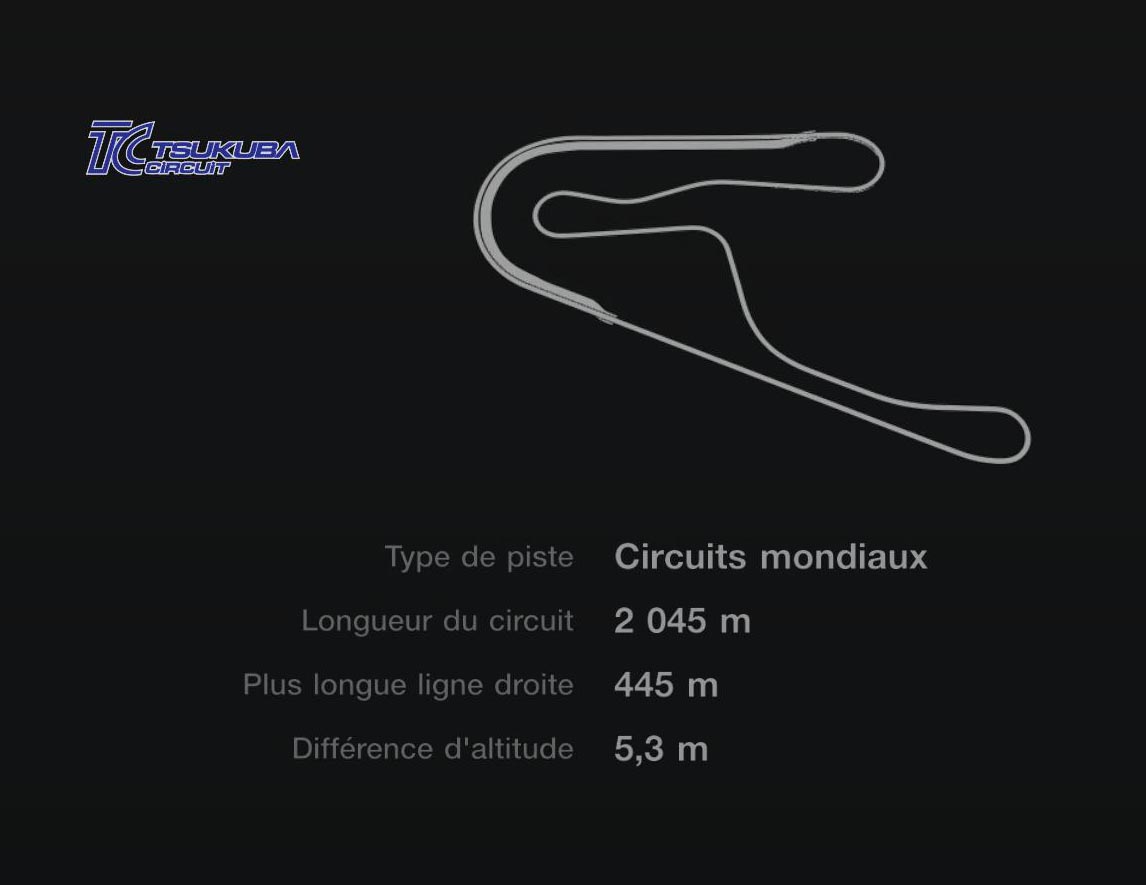 TC TSUKUBA
CIRCUIT
Type de piste Circuits mondiaux
Longueur du circuit 2 045 m
Plus longue ligne droite 445 m
Différence d'altitude 5,3 m